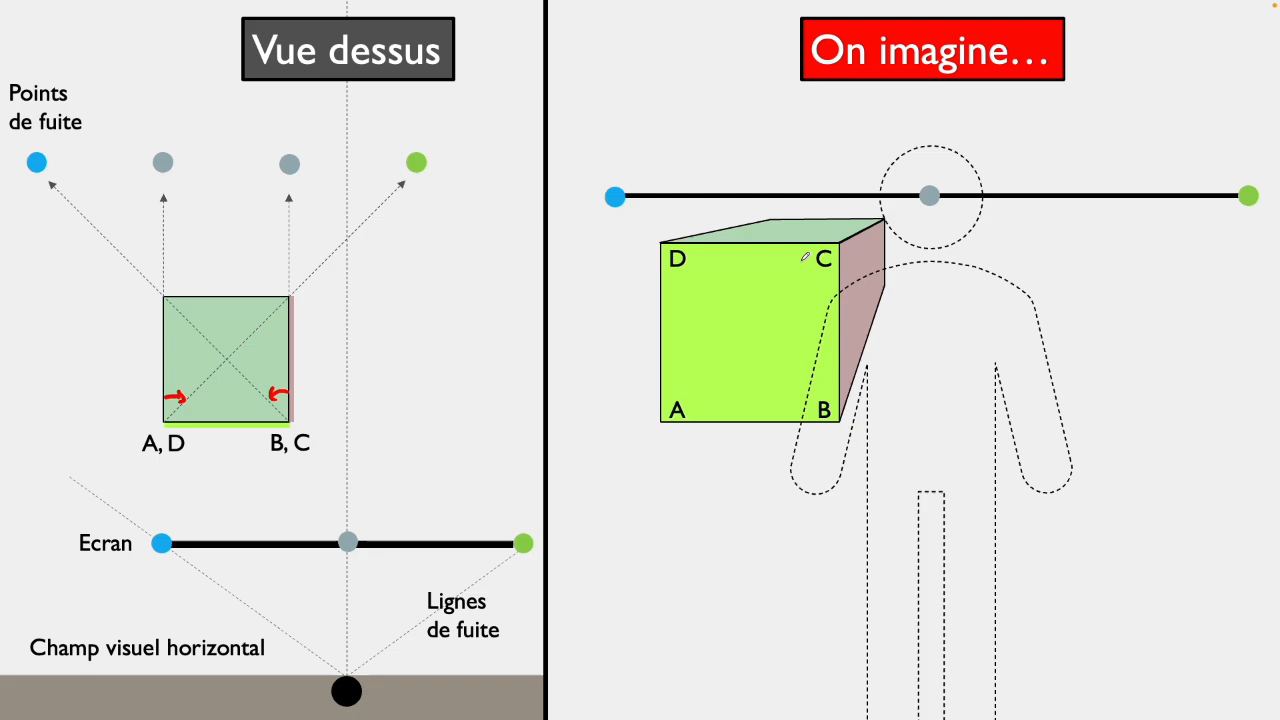 Vue dessus
Points
de fuite
A, D
B, C
Ecran
Lignes
de fuite
Champ visuel horizontal
On imagine…
D
C
A
B